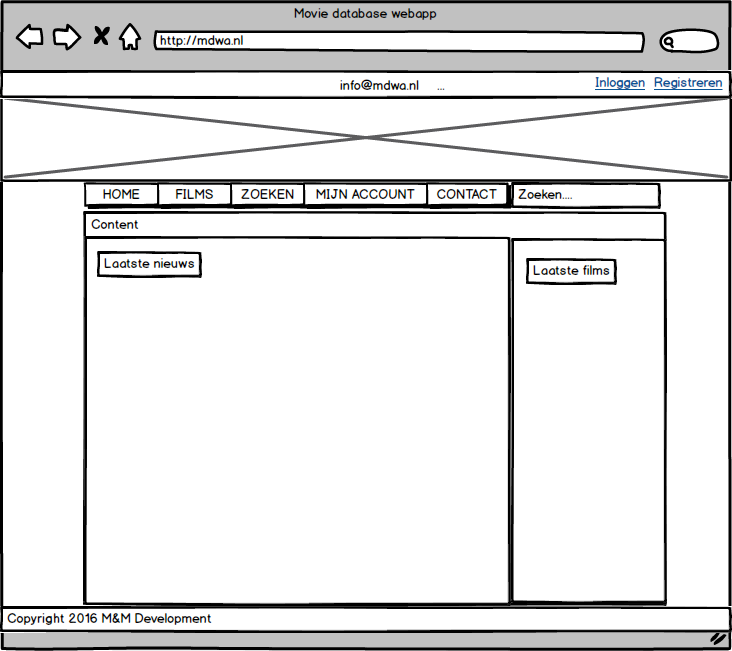 Movie database webapp
http://mdwa.nl
info@mdwa.nl ... Inloggen Registreren
HOME FILMS ZOEKEN MIJN ACCOUNT CONTACT Zoeken....
Content
Laatste nieuws
Laatste films
Copyright 2016 M&M Development